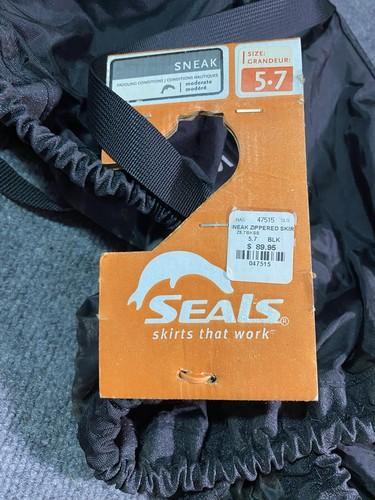 SNEAK
PADDLING CONDITIONS / CONDITIONS NAUTIQUES
moderate
modéré
SIZE:
GRANDEUR:
5•7
47515
NEAK ZIPPERED SKIR
5.7 BLK
$ 89.95
047515
SEALS®
skirts that work™